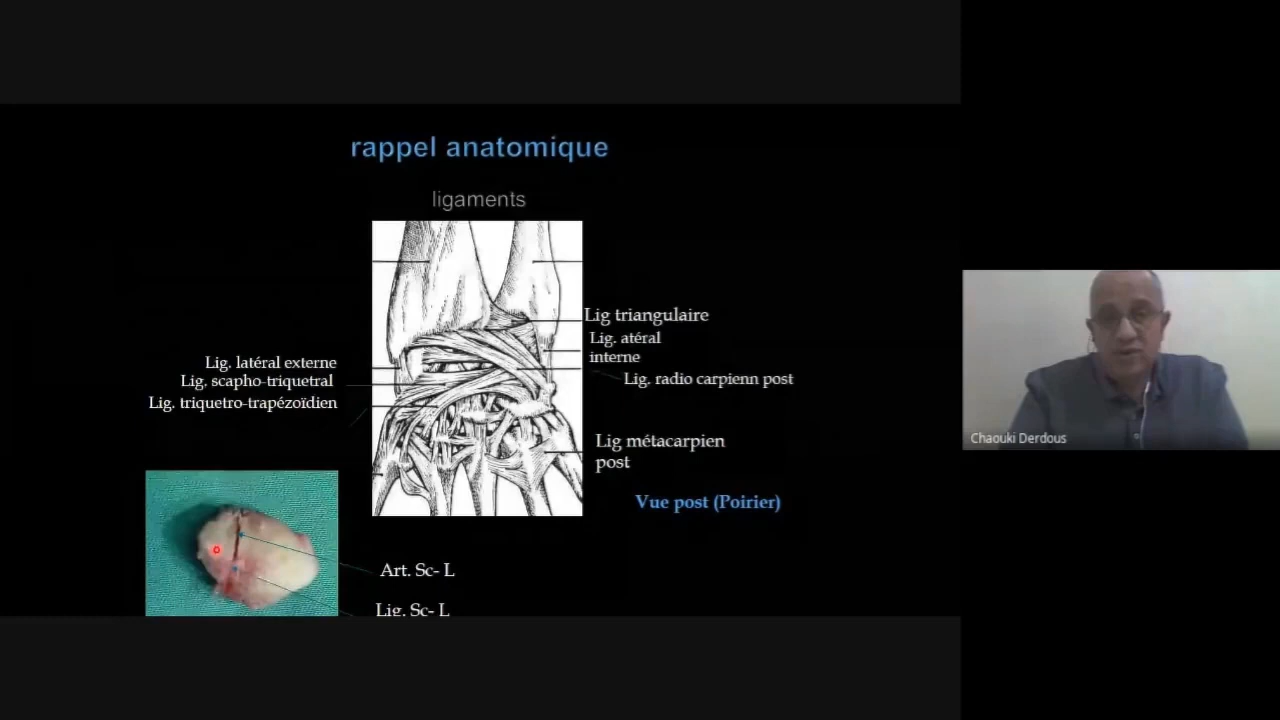 rappel anatomique
ligaments
Lig triangulaire
Lig. atéral
interne
Lig. latéral externe
Lig. scapho-triquetral
Lig. radio carpienn post
Lig. triquetro-trapézoïdien
Lig métacarpien
post
Vue post (Poirier)
Art. Sc- L
Lig. Sc- L
Chaouki Derdous